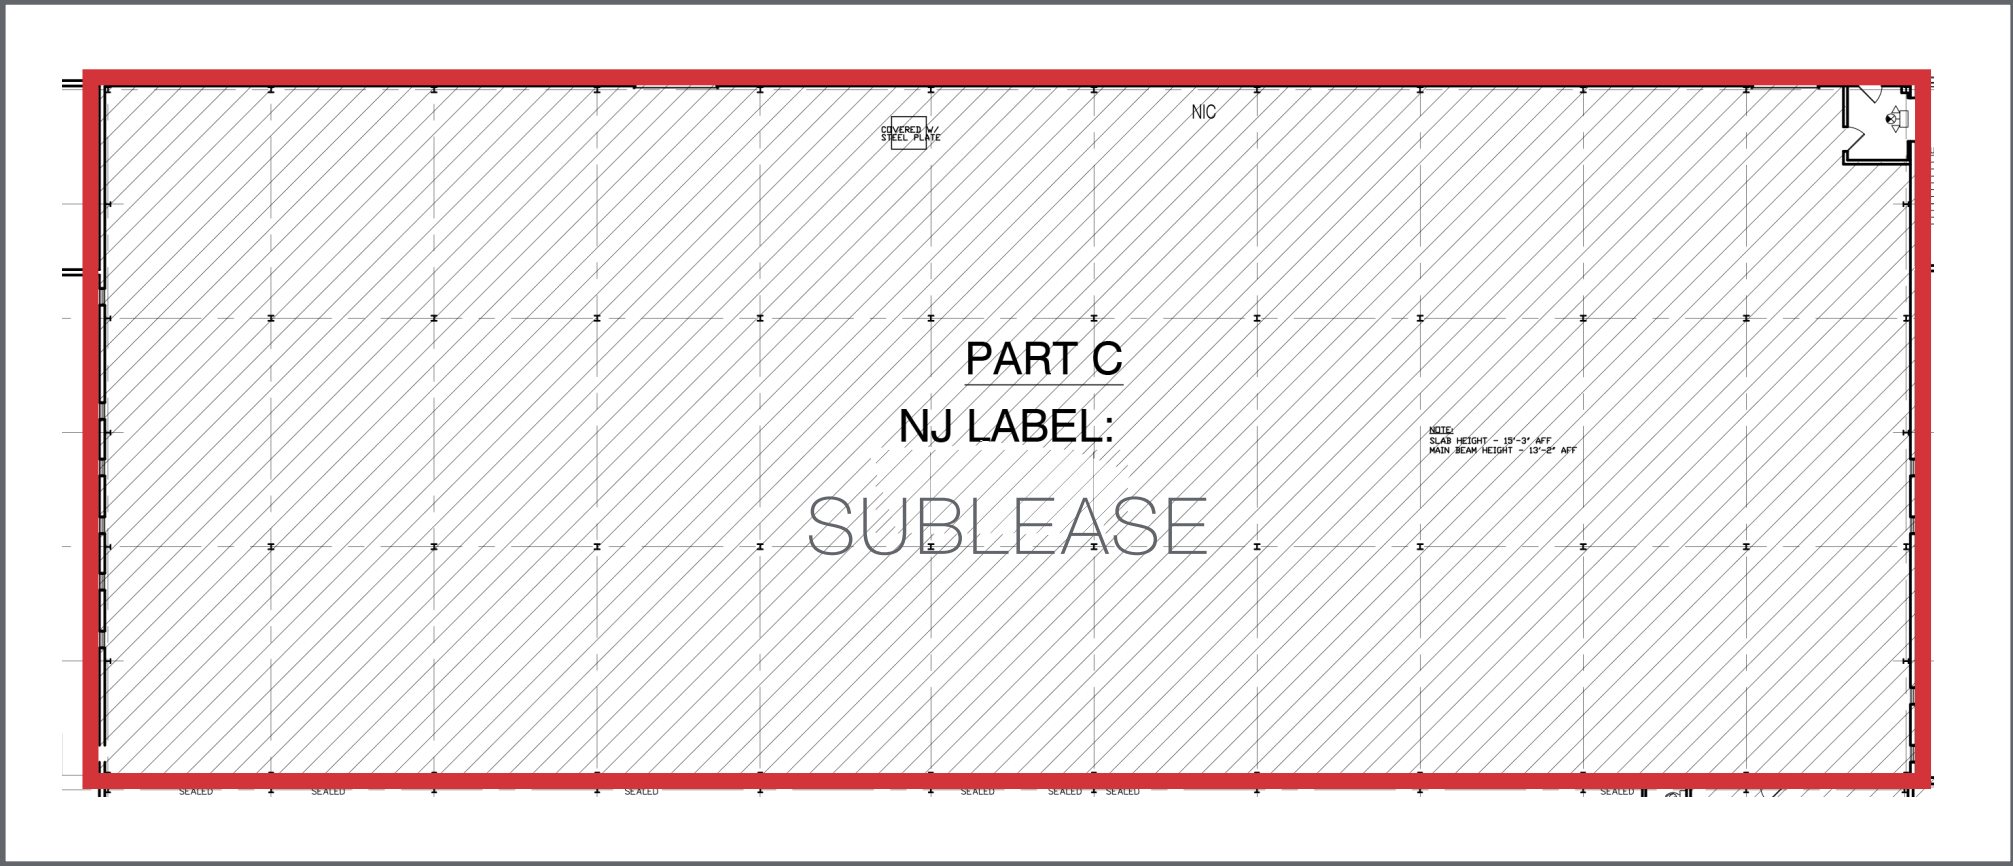 NIC
COVERED W/
STEEL PLATE
PART C
NJ LABEL:
NOTE:
SLAB HEIGHT - 15'-3" AFF
MAIN BEAM HEIGHT - 13'-2" AFF
SUBLEASE
SEALED
SEALED
SEALED
SEALED
SEALED
SEALED
SEALED